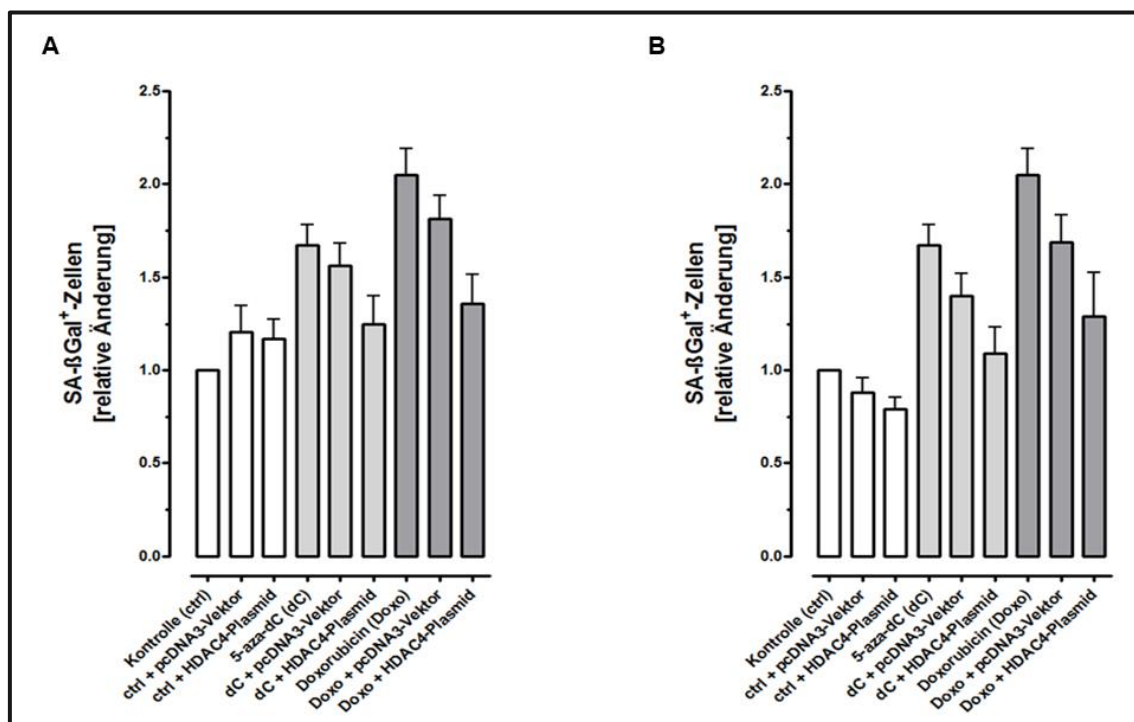 A
SA-ßGal⁺-Zellen
[relative Änderung]
2.5
2.0
1.5
1.0
0.5
0.0
Kontrolle (ctrl)
ctrl + pcDNA3-Vektor
ctrl + HDAC4-Plasmid
5-aza-dC (dC)
dC + pcDNA3-Vektor
dC + HDAC4-Plasmid
Doxorubicin (Doxo)
Doxo + pcDNA3-Vektor
Doxo + HDAC4-Plasmid
B
SA-ßGal⁺-Zellen
[relative Änderung]
2.5
2.0
1.5
1.0
0.5
0.0
Kontrolle (ctrl)
ctrl + pcDNA3-Vektor
ctrl + HDAC4-Plasmid
5-aza-dC (dC)
dC + pcDNA3-Vektor
dC + HDAC4-Plasmid
Doxorubicin (Doxo)
Doxo + pcDNA3-Vektor
Doxo + HDAC4-Plasmid